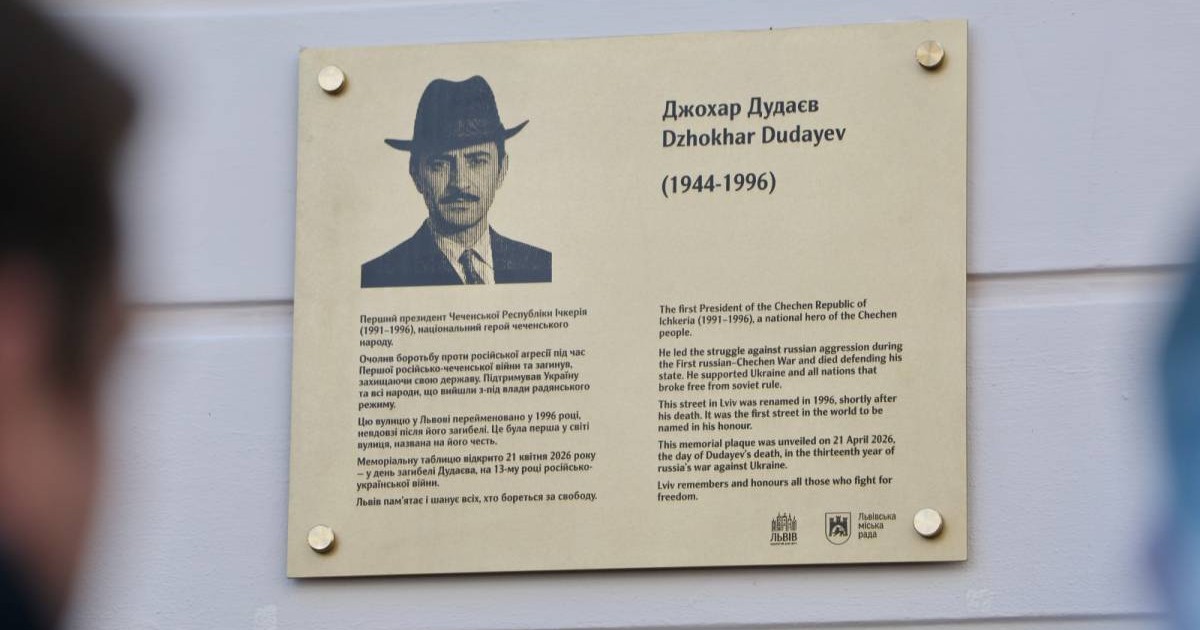 Джохар Дудаєв
Dzhokhar Dudayev
(1944-1996)
Перший президент Чеченської Республіки Ічкерія
(1991–1996), національний герой чеченського
народу.
Очолив боротьбу проти російської агресії під час
Першої російсько-чеченської війни та загинув,
захищаючи свою державу. Підтримував Україну
та всі народи, що вийшли з-під влади радянського
режиму.
Цю вулицю у Львові перейменовано у 1996 році,
невдовзі після його загибелі. Це була перша у світі
вулиця, названа на його честь.
Меморіальну таблицю відкрито 21 квітня 2026 року
– у день загибелі Дудаєва, на 13-му році російсько-
української війни.
Львів пам'ятає і шанує всіх, хто бореться за свободу.
The first President of the Chechen Republic of
Ichkeria (1991–1996), a national hero of the Chechen
people.
He led the struggle against russian aggression during
the First russian–Chechen War and died defending his
state. He supported Ukraine and all nations that
broke free from soviet rule.
This street in Lviv was renamed in 1996, shortly after
his death. It was the first street in the world to be
named in his honour.
This memorial plaque was unveiled on 21 April 2026,
the day of Dudayev's death, in the thirteenth year of
russia's war against Ukraine.
Lviv remembers and honours all those who fight for
freedom.
ЛЬВІВ
Львівська
міська
рада